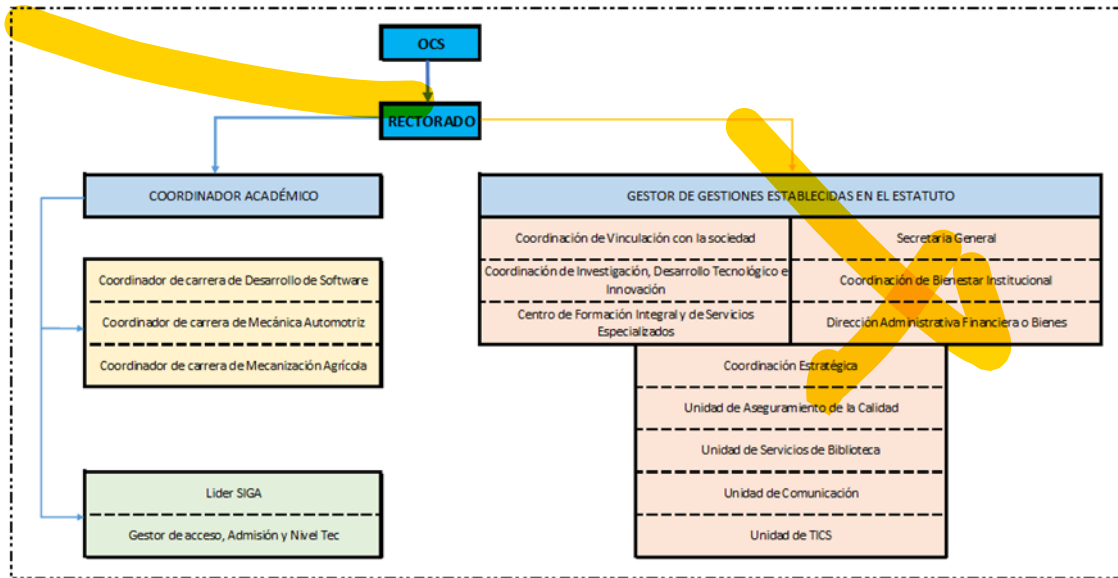 OCS
RECTORADO
COORDINADOR ACADÉMICO
Coordinador de carrera de Desarrollo de Software
Coordinador de carrera de Mecánica Automotriz
Coordinador de carrera de Mecanización Agrícola
Lider SIGA
Gestor de acceso, Admisión y Nivel Tec
GESTOR DE GESTIONES ESTABLECIDAS EN EL ESTATUTO
Coordinación de Vinculación con la sociedad
Coordinación de Investigación, Desarrollo Tecnológico e
Innovación
Centro de Formación Integral y de Servicios
Especializados
Secretaria General
Coordinación de Bienestar Institucional
Dirección Administrativa Financiera o Bienes
Coordinación Estratégica
Unidad de Aseguramiento de la Calidad
Unidad de Servicios de Biblioteca
Unidad de Comunicación
Unidad de TICS